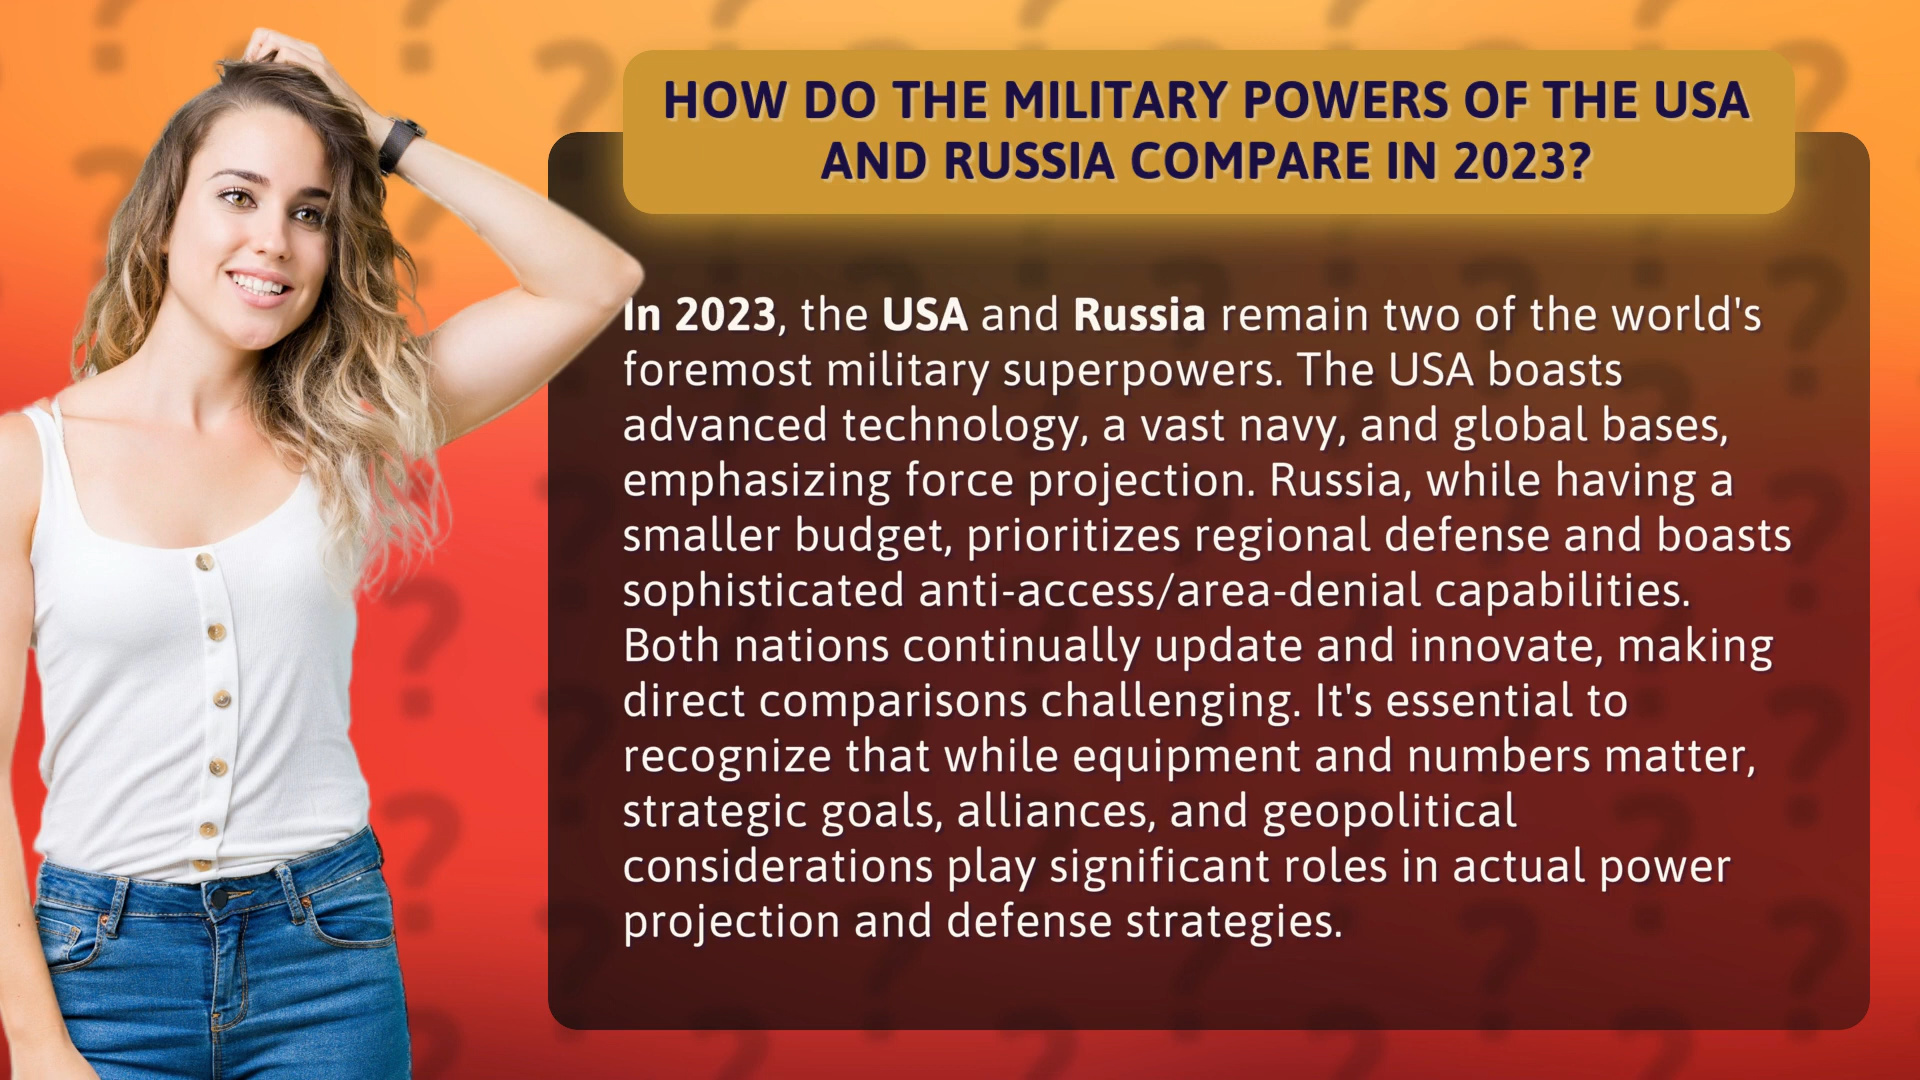 HOW DO THE MILITARY POWERS OF THE USA
AND RUSSIA COMPARE IN 2023?
In 2023, the USA and Russia remain two of the world's
foremost military superpowers. The USA boasts
advanced technology, a vast navy, and global bases,
emphasizing force projection. Russia, while having a
smaller budget, prioritizes regional defense and boasts
sophisticated anti-access/area-denial capabilities.
Both nations continually update and innovate, making
direct comparisons challenging. It's essential to
recognize that while equipment and numbers matter,
strategic goals, alliances, and geopolitical
considerations play significant roles in actual power
projection and defense strategies.